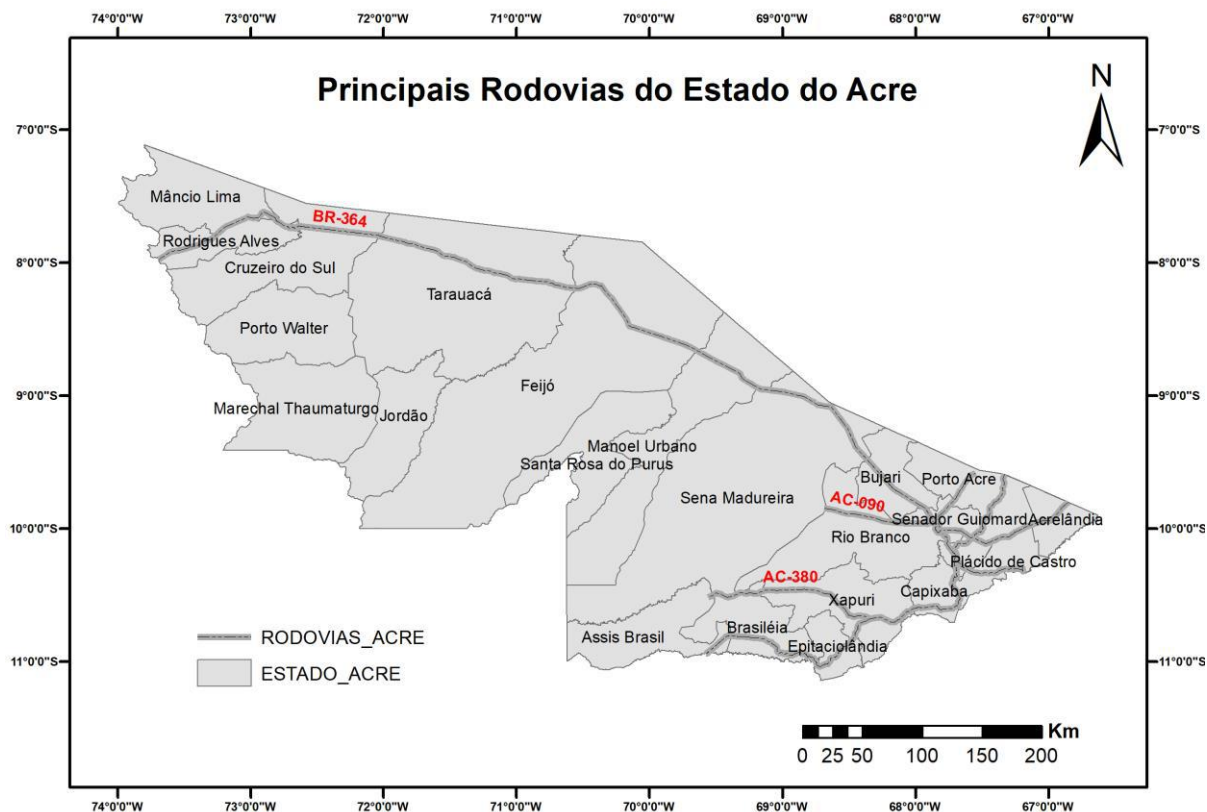 74°0'0"W 73°0'0"W 72°0'0"W 71°0'0"W 70°0'0"W 69°0'0"W 68°0'0"W 67°0'0"W
Principais Rodovias do Estado do Acre
N
7°0'0"S 7°0'0"S
Mâncio Lima
BR-364
Rodrigues Alves
8°0'0"S 8°0'0"S
Cruzeiro do Sul
Tarauacá
Porto Walter
Feijó
9°0'0"S 9°0'0"S
Marechal Thaumaturgo
Jordão
Manoel Urbano
Santa Rosa do Purus
Bujari
Porto Acre
Sena Madureira
AC-090
Senador Guiomard
Acrelândia
10°0'0"S 10°0'0"S
Rio Branco
Plácido de Castro
AC-380
Capixaba
Xapuri
Brasiléia
Assis Brasil
Epitaciolândia
RODOVIAS_ACRE
11°0'0"S 11°0'0"S
ESTADO_ACRE
Km
0 25 50 100 150 200
74°0'0"W 73°0'0"W 72°0'0"W 71°0'0"W 70°0'0"W 69°0'0"W 68°0'0"W 67°0'0"W